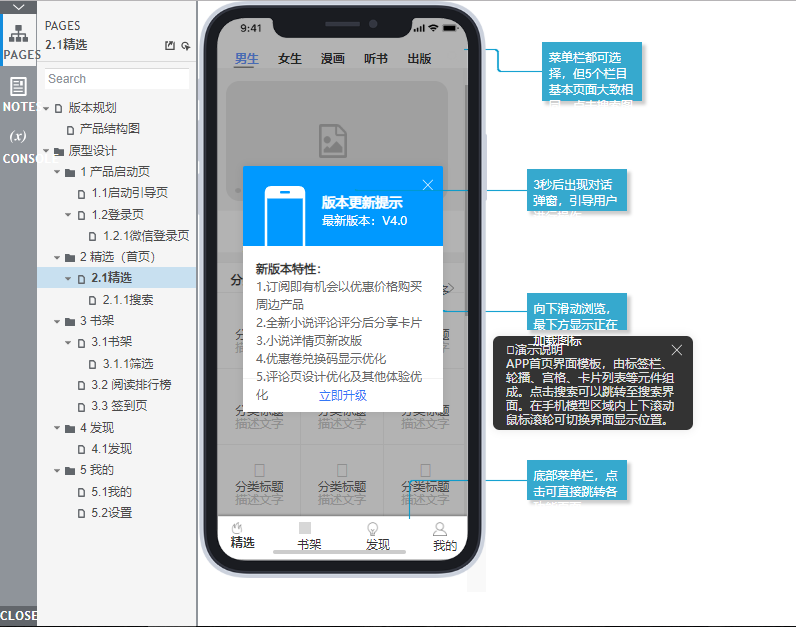 PAGES
NOTES
(x)
CONSOLE
CLOSE
PAGES
2.1精选
Search
版本规划
产品结构图
原型设计
1 产品启动页
1.1启动引导页
1.2登录页
1.2.1微信登录页
2 精选（首页）
2.1精选
2.1.1搜索
3 书架
3.1书架
3.1.1筛选
3.2 阅读排行榜
3.3 签到页
4 发现
4.1发现
5 我的
5.1我的
5.2设置
9:41
男生 女生 漫画 听书 出版
版本更新提示
最新版本：V4.0
新版本特性：
1.订阅即有机会以优惠价格购买
周边产品
2.全新小说评论评分后分享卡片
3.小说详情页新改版
4.优惠卷兑换码显示优化
5.评论页设计优化及其他体验优
化
立即升级
分类标题 分类标题 分类标题
描述文字 描述文字 描述文字
分类标题 分类标题 分类标题
描述文字 描述文字 描述文字
精选 书架 发现 我的
菜单栏都可选
择，但5个栏目
基本页面大致相
3秒后出现对话
弹窗，引导用户
向下滑动浏览，
最下方显示正在
加载图标
演示说明
APP首页界面模板，由标签栏、
轮播、宫格、卡片列表等元件组
成。点击搜索可以跳转至搜索界
面。在手机模型区域内上下滚动
鼠标滚轮可切换界面显示位置。
底部菜单栏，点
击可直接跳转各